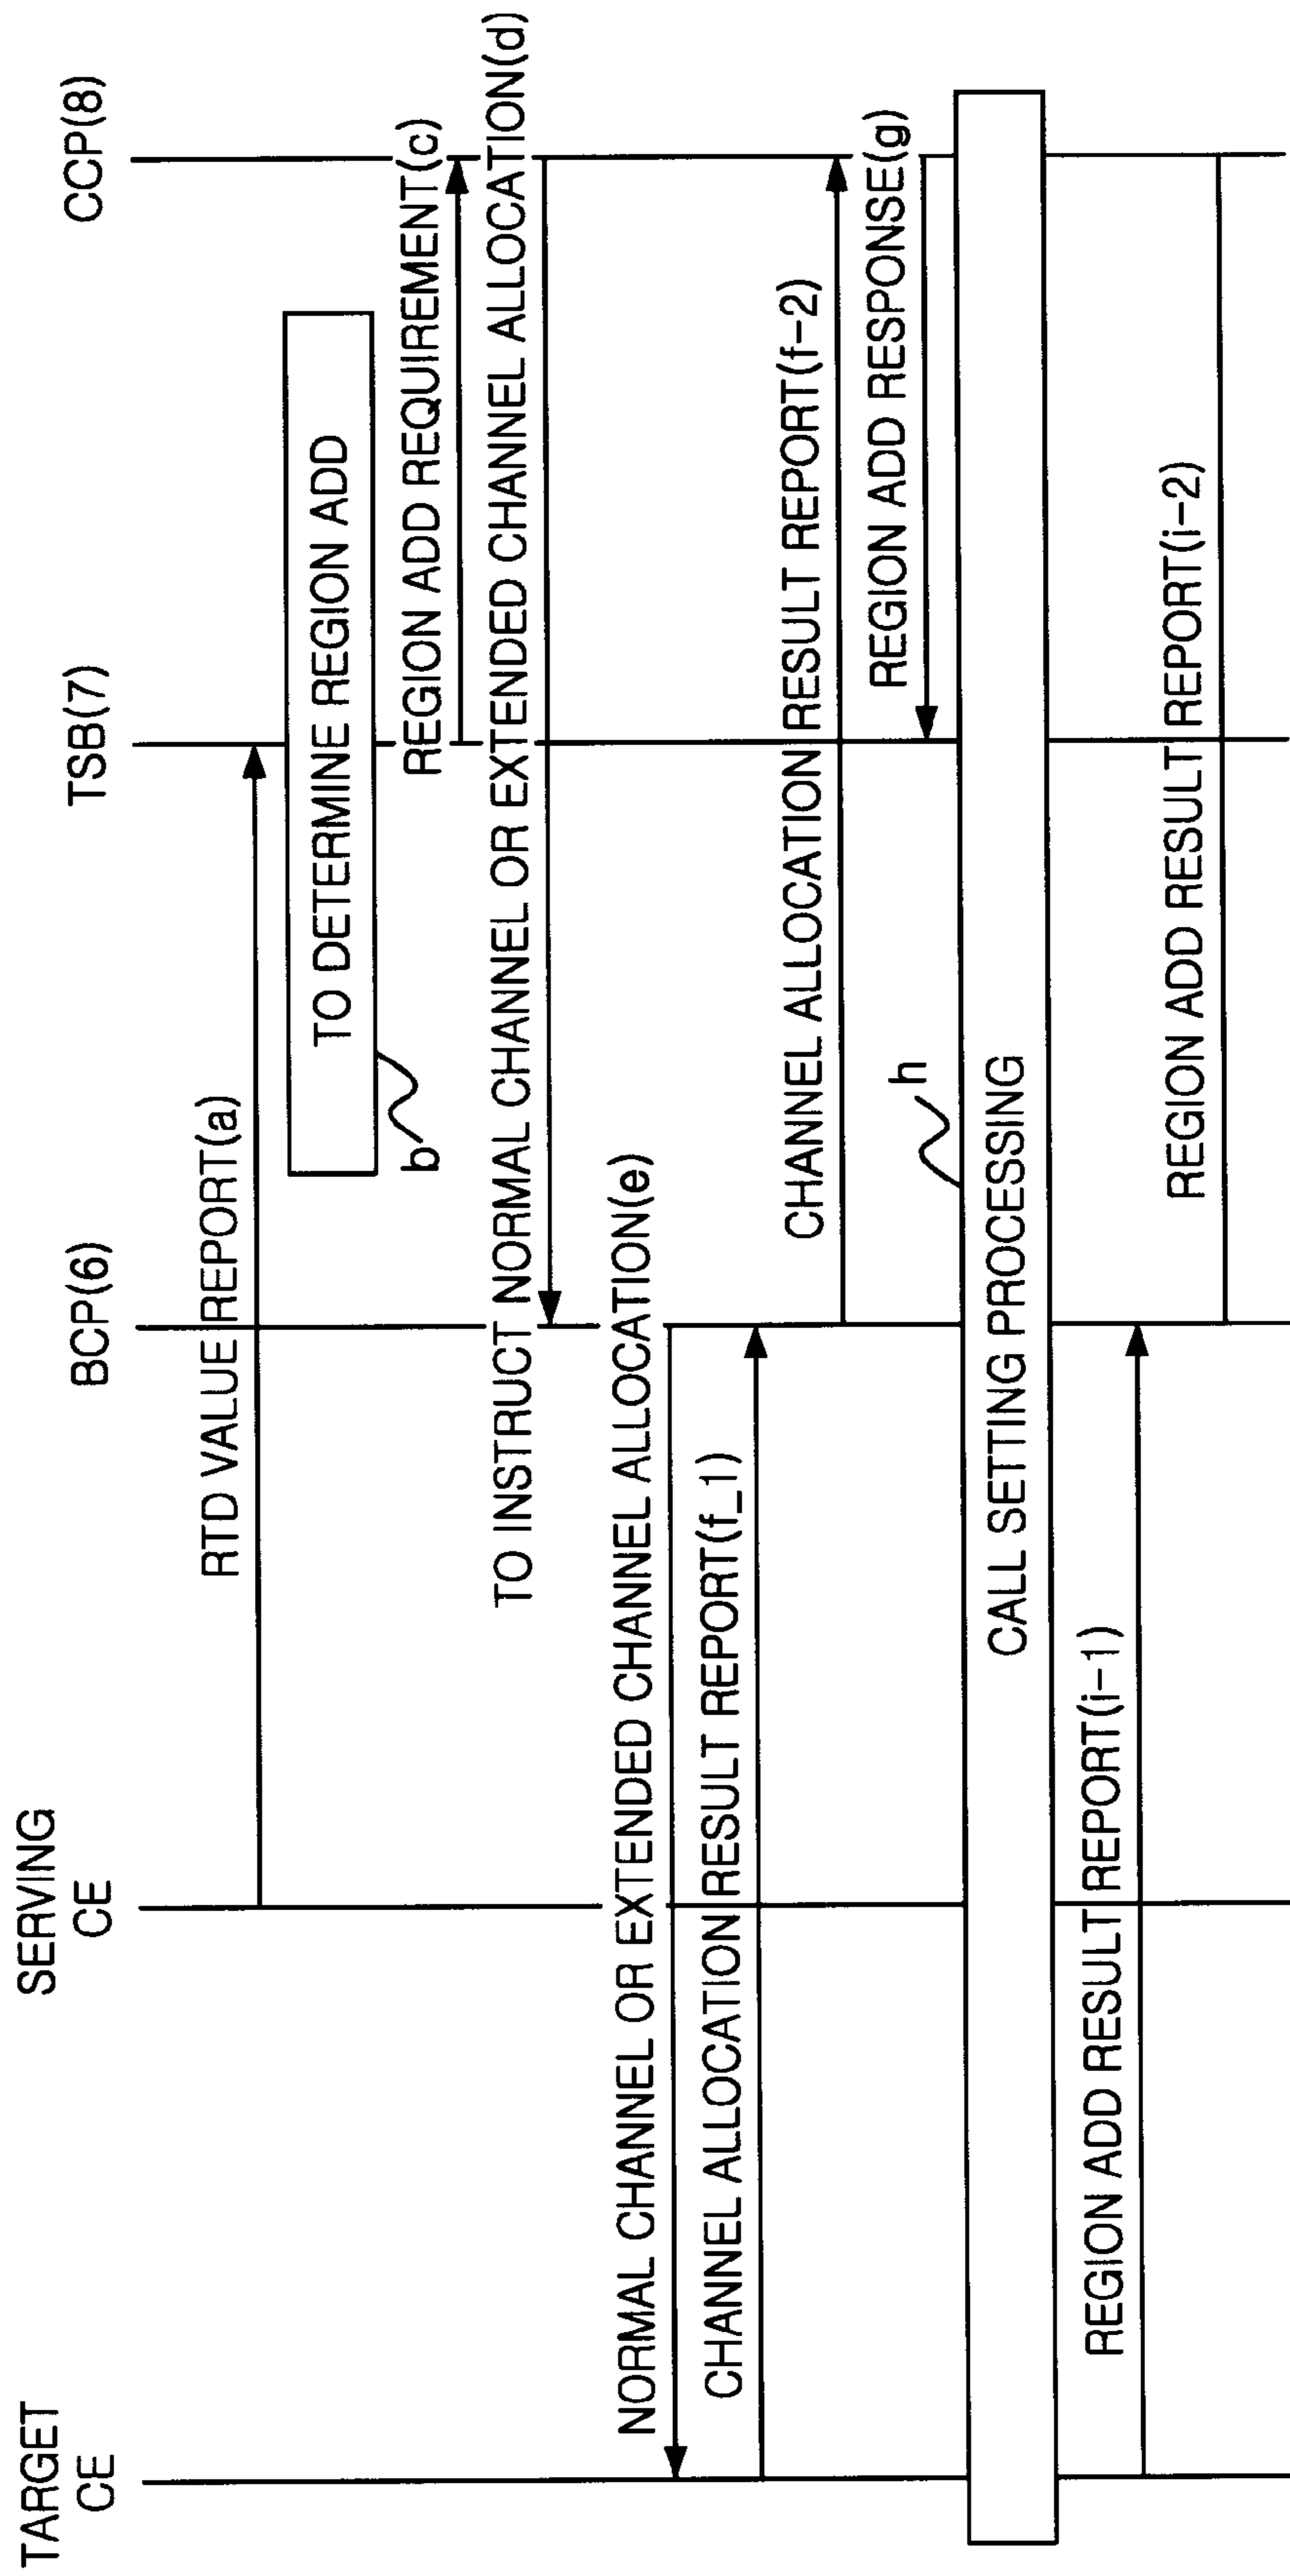 TARGET
CE
SERVING
CE
BCP(6)
TSB(7)
CCP(8)
RTD VALUE REPORT(a)
TO DETERMINE REGION ADD
b
REGION ADD REQUIREMENT(c)
TO INSTRUCT NORMAL CHANNEL OR EXTENDED CHANNEL ALLOCATION(d)
NORMAL CHANNEL OR EXTENDED CHANNEL ALLOCATION(e)
CHANNEL ALLOCATION RESULT REPORT(f_1)
CHANNEL ALLOCATION RESULT REPORT(f-2)
REGION ADD RESPONSE(g)
h
CALL SETTING PROCESSING
REGION ADD RESULT REPORT(i-1)
REGION ADD RESULT REPORT(i-2)